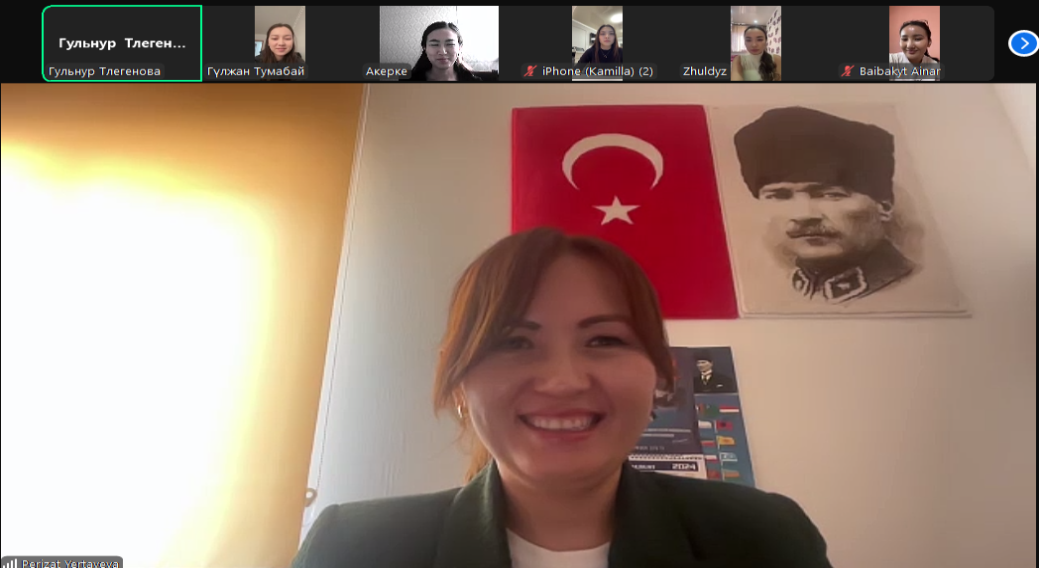 Гульнур Тлеген...
Гульнур Тлегенова
Гүлжан Тумабай
Акерке
iPhone (Kamilla) (2)
Zhuldyz
Baibakyt Ainar
2024
Perizat Yertayeva